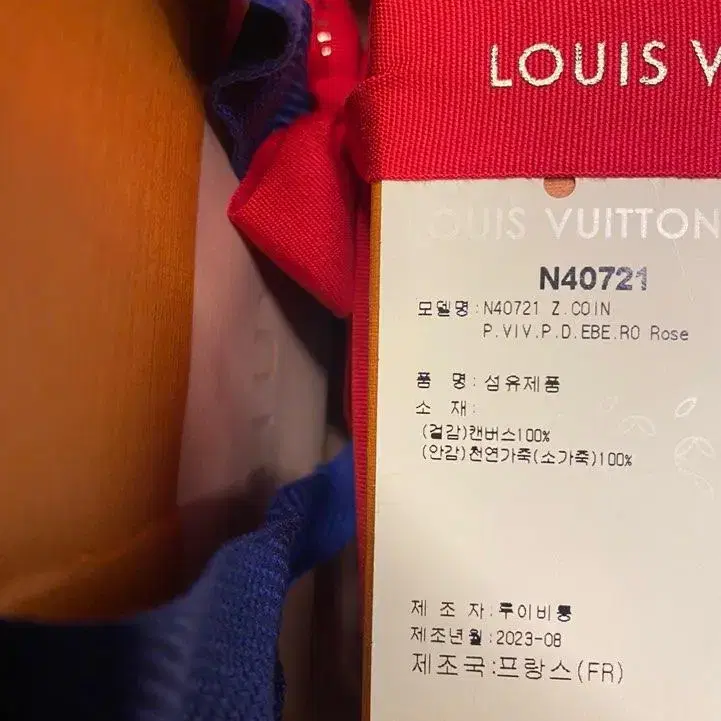 LOUIS V
LOUIS VUITTON
N40721
모델명:N40721 Z.COIN
P.VIV.P.D.EBE.RO Rose
품 명:섬유제품
소 재:
(겉감)캔버스100%
(안감)천연가죽(소가죽)100%
제 조 자:루이비통
제조년월:2023-08
제조국:프랑스(FR)